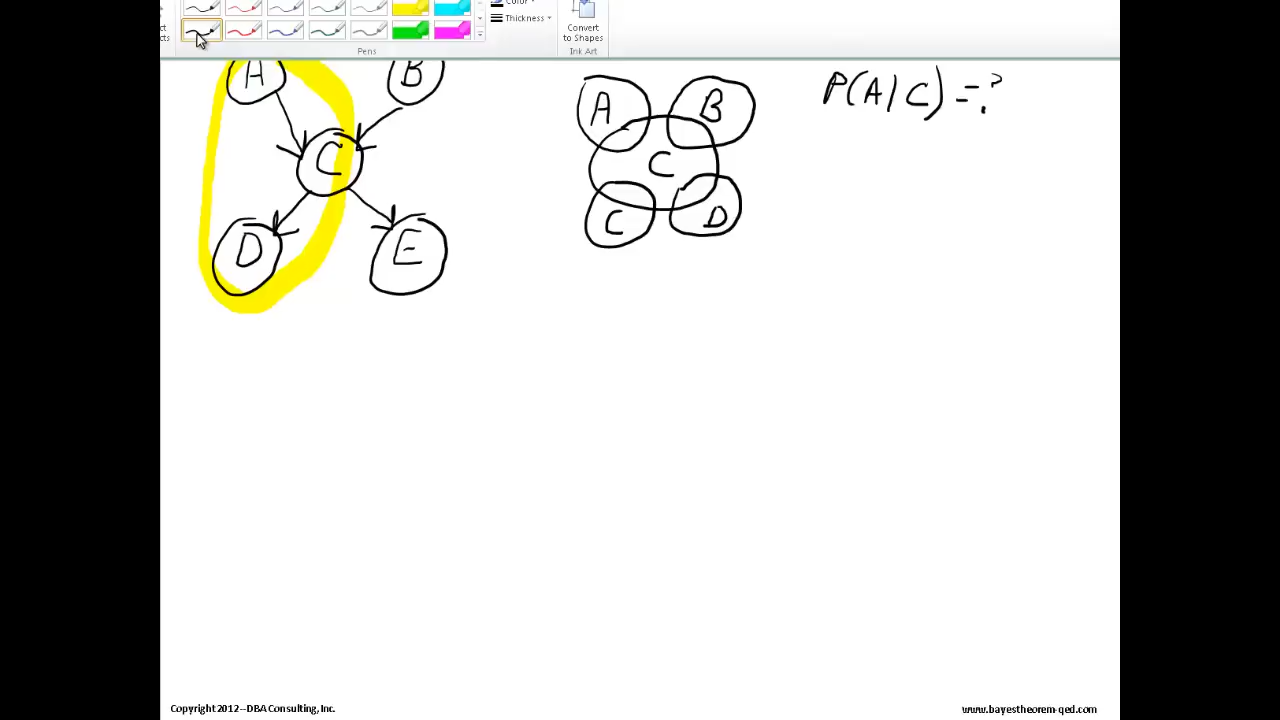 Color
Thickness
Convert
to Shapes
Pens
Ink Art
A
B
C
D
E
A
B
C
C
D
P(A/C)=?
Copyright 2012--DBA Consulting, Inc.
www.bayestheorem-qed.com